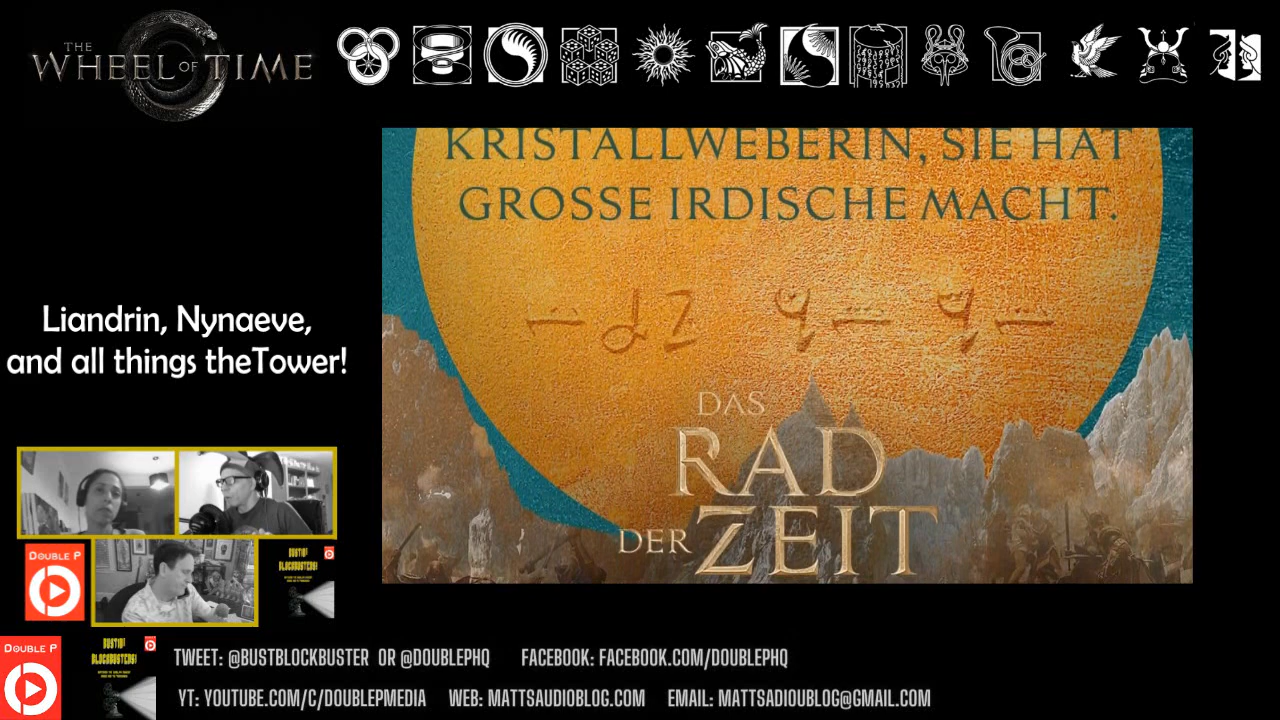 THE
WHEEL OF TIME
KRISTALLWEBERIN, SIE HAT
GROSSE IRDISCHE MACHT.
DAS
RAD
DER ZEIT
Liandrin, Nynaeve,
and all things theTower!
DOUBLE P
BUSTIN'
BLOCKBUSTERS!
DOUBLE P
BUSTIN'
BLOCKBUSTERS!
TWEET: @BUSTBLOCKBUSTER OR @DOUBLEPHQ FACEBOOK: FACEBOOK.COM/DOUBLEPHQ
YT: YOUTUBE.COM/C/DOUBLEPMEDIA WEB: MATTSAUDIOBLOG.COM EMAIL: MATTSADIOUBLOG@GMAIL.COM